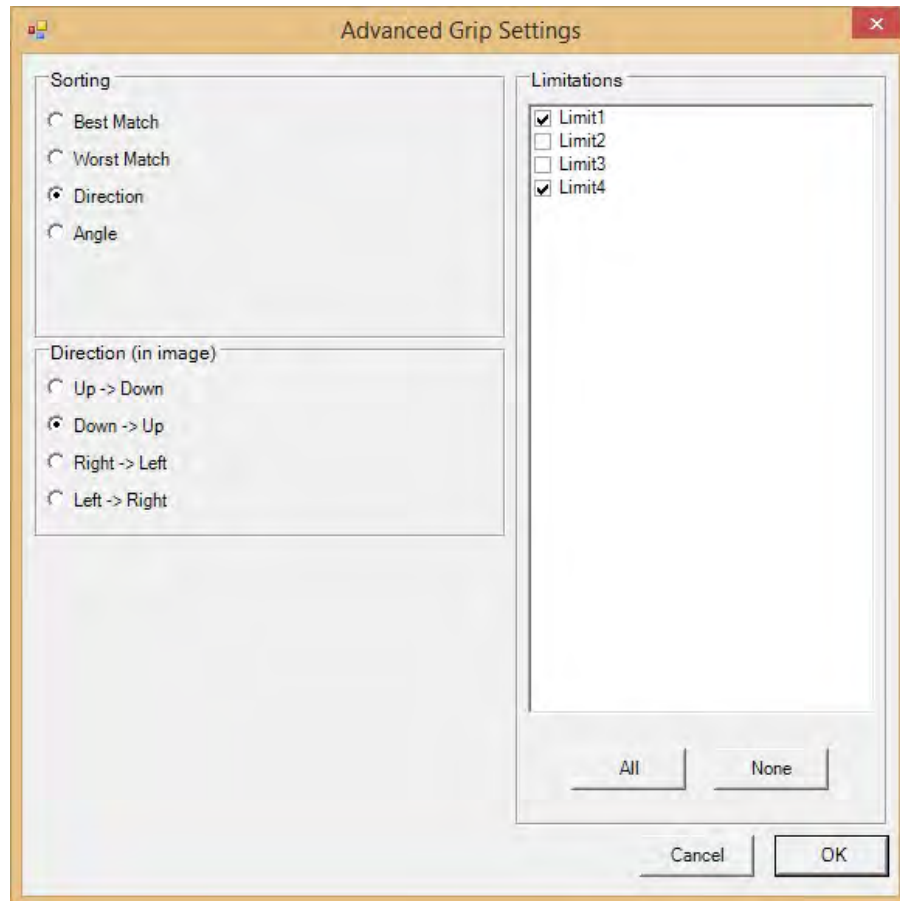 Advanced Grip Settings
Sorting
Best Match
Worst Match
Direction
Angle
Direction (in image)
Up -> Down
Down -> Up
Right -> Left
Left -> Right
Limitations
Limit1
Limit2
Limit3
Limit4
All
None
Cancel
OK